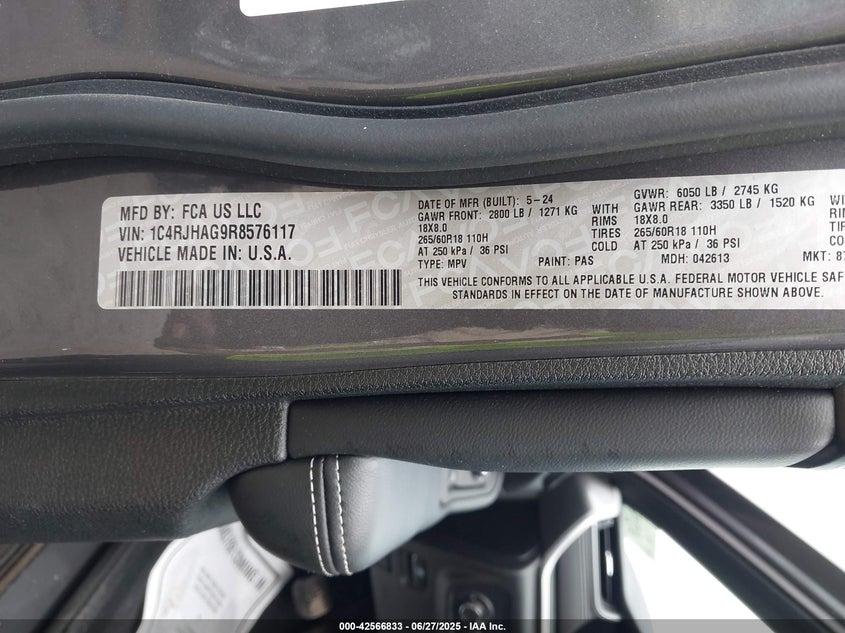 MFD BY: FCA US LLC
VIN: 1C4RJHAG9R8576117
VEHICLE MADE IN: U.S.A.
DATE OF MFR (BUILT): 5-24
GAWR FRONT: 2800 LB / 1271 KG WITH
18X8.0 RIMS
265/60R18 110H TIRES
AT 250 kPa / 36 PSI COLD
TYPE: MPV PAINT: PAS
GVWR: 6050 LB / 2745 KG
GAWR REAR: 3350 LB / 1520 KG WITH
18X8.0
265/60R18 110H
AT 250 kPa / 36 PSI
MDH: 042613 MKT:
THIS VEHICLE CONFORMS TO ALL APPLICABLE U.S.A. FEDERAL MOTOR VEHICLE
STANDARDS IN EFFECT ON THE DATE OF MANUFACTURE SHOWN ABOVE.
000-42566833 - 06/27/2025 - IAA - COPYRIGHT